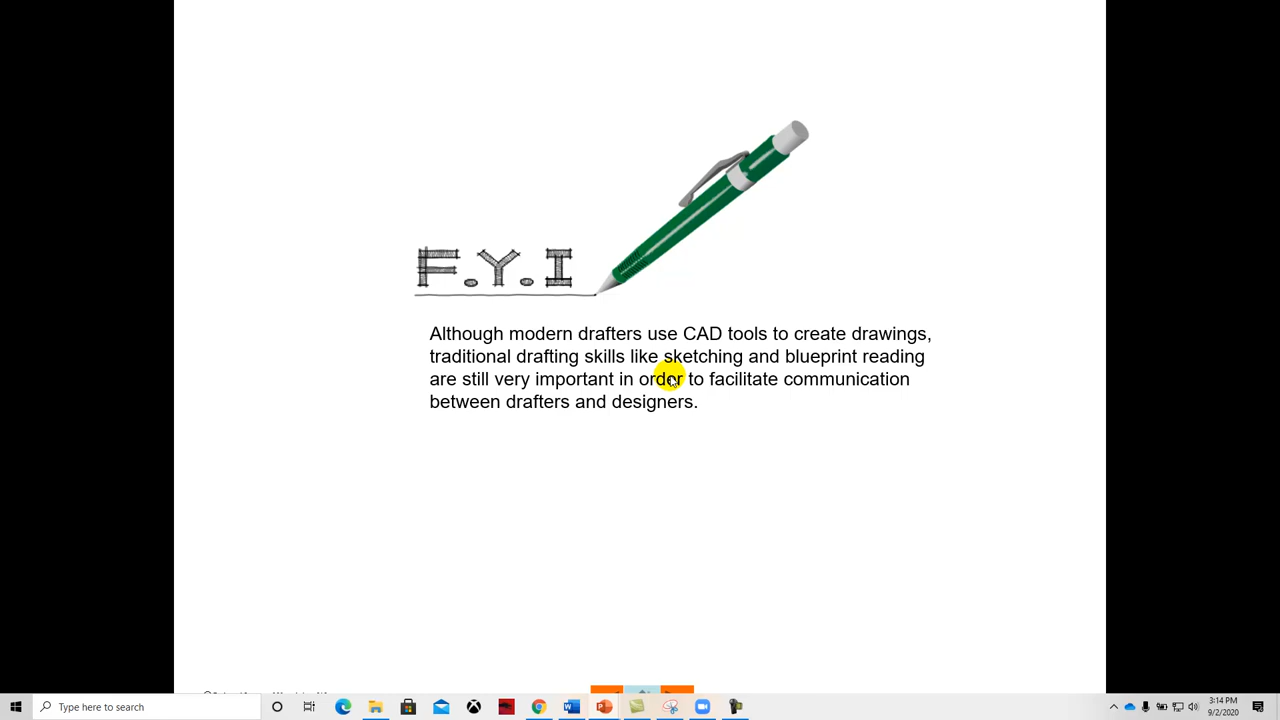 F.Y.I
Although modern drafters use CAD tools to create drawings,
traditional drafting skills like sketching and blueprint reading
are still very important in order to facilitate communication
between drafters and designers.
Type here to search
3:14 PM
9/2/2020